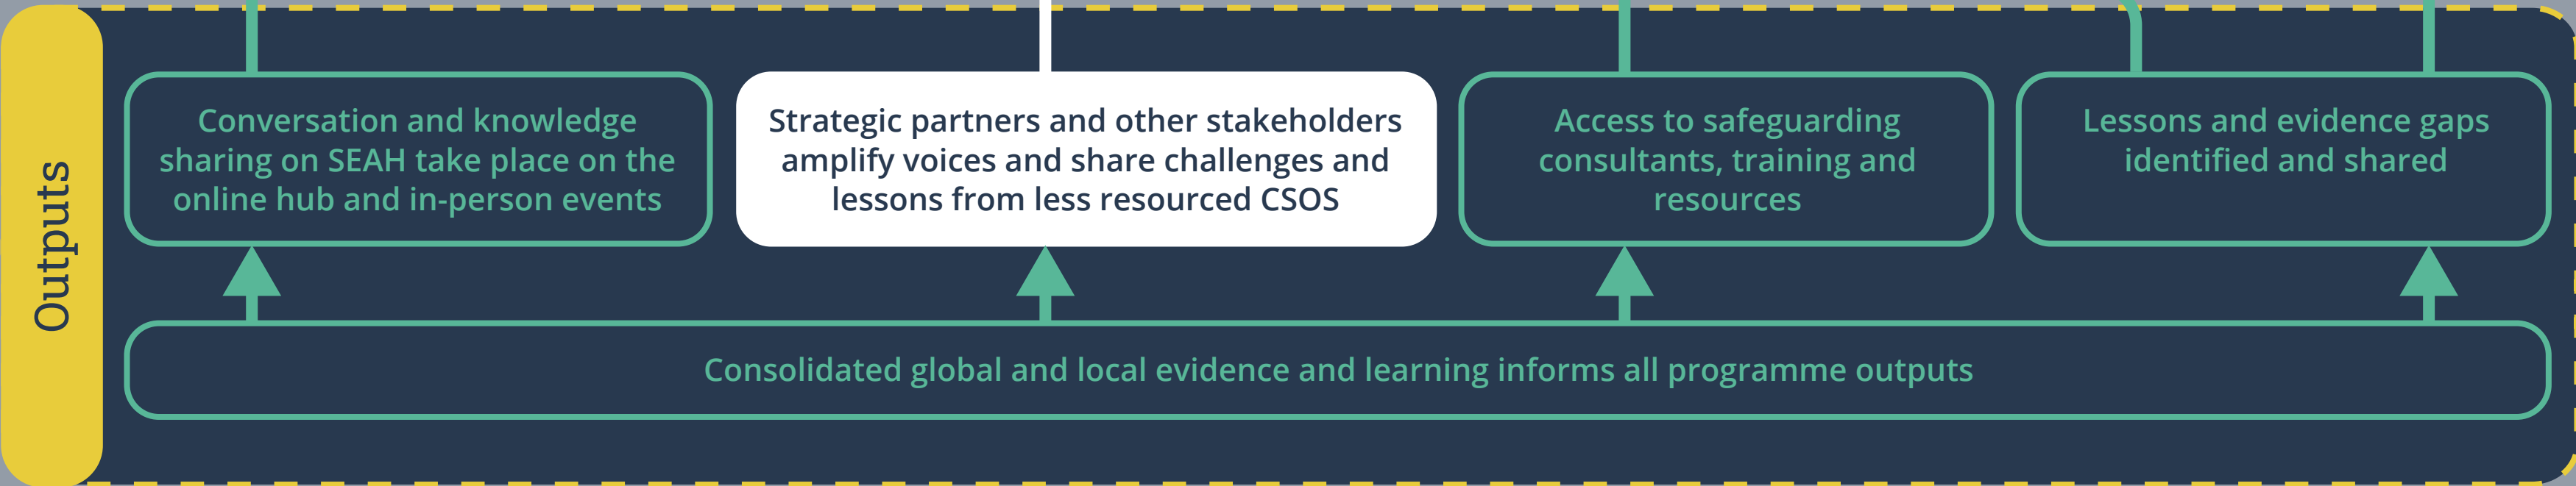 Outputs
Conversation and knowledge
sharing on SEAH take place on the
online hub and in-person events
Strategic partners and other stakeholders
amplify voices and share challenges and
lessons from less resourced CSOS
Access to safeguarding
consultants, training and
resources
Lessons and evidence gaps
identified and shared
Consolidated global and local evidence and learning informs all programme outputs